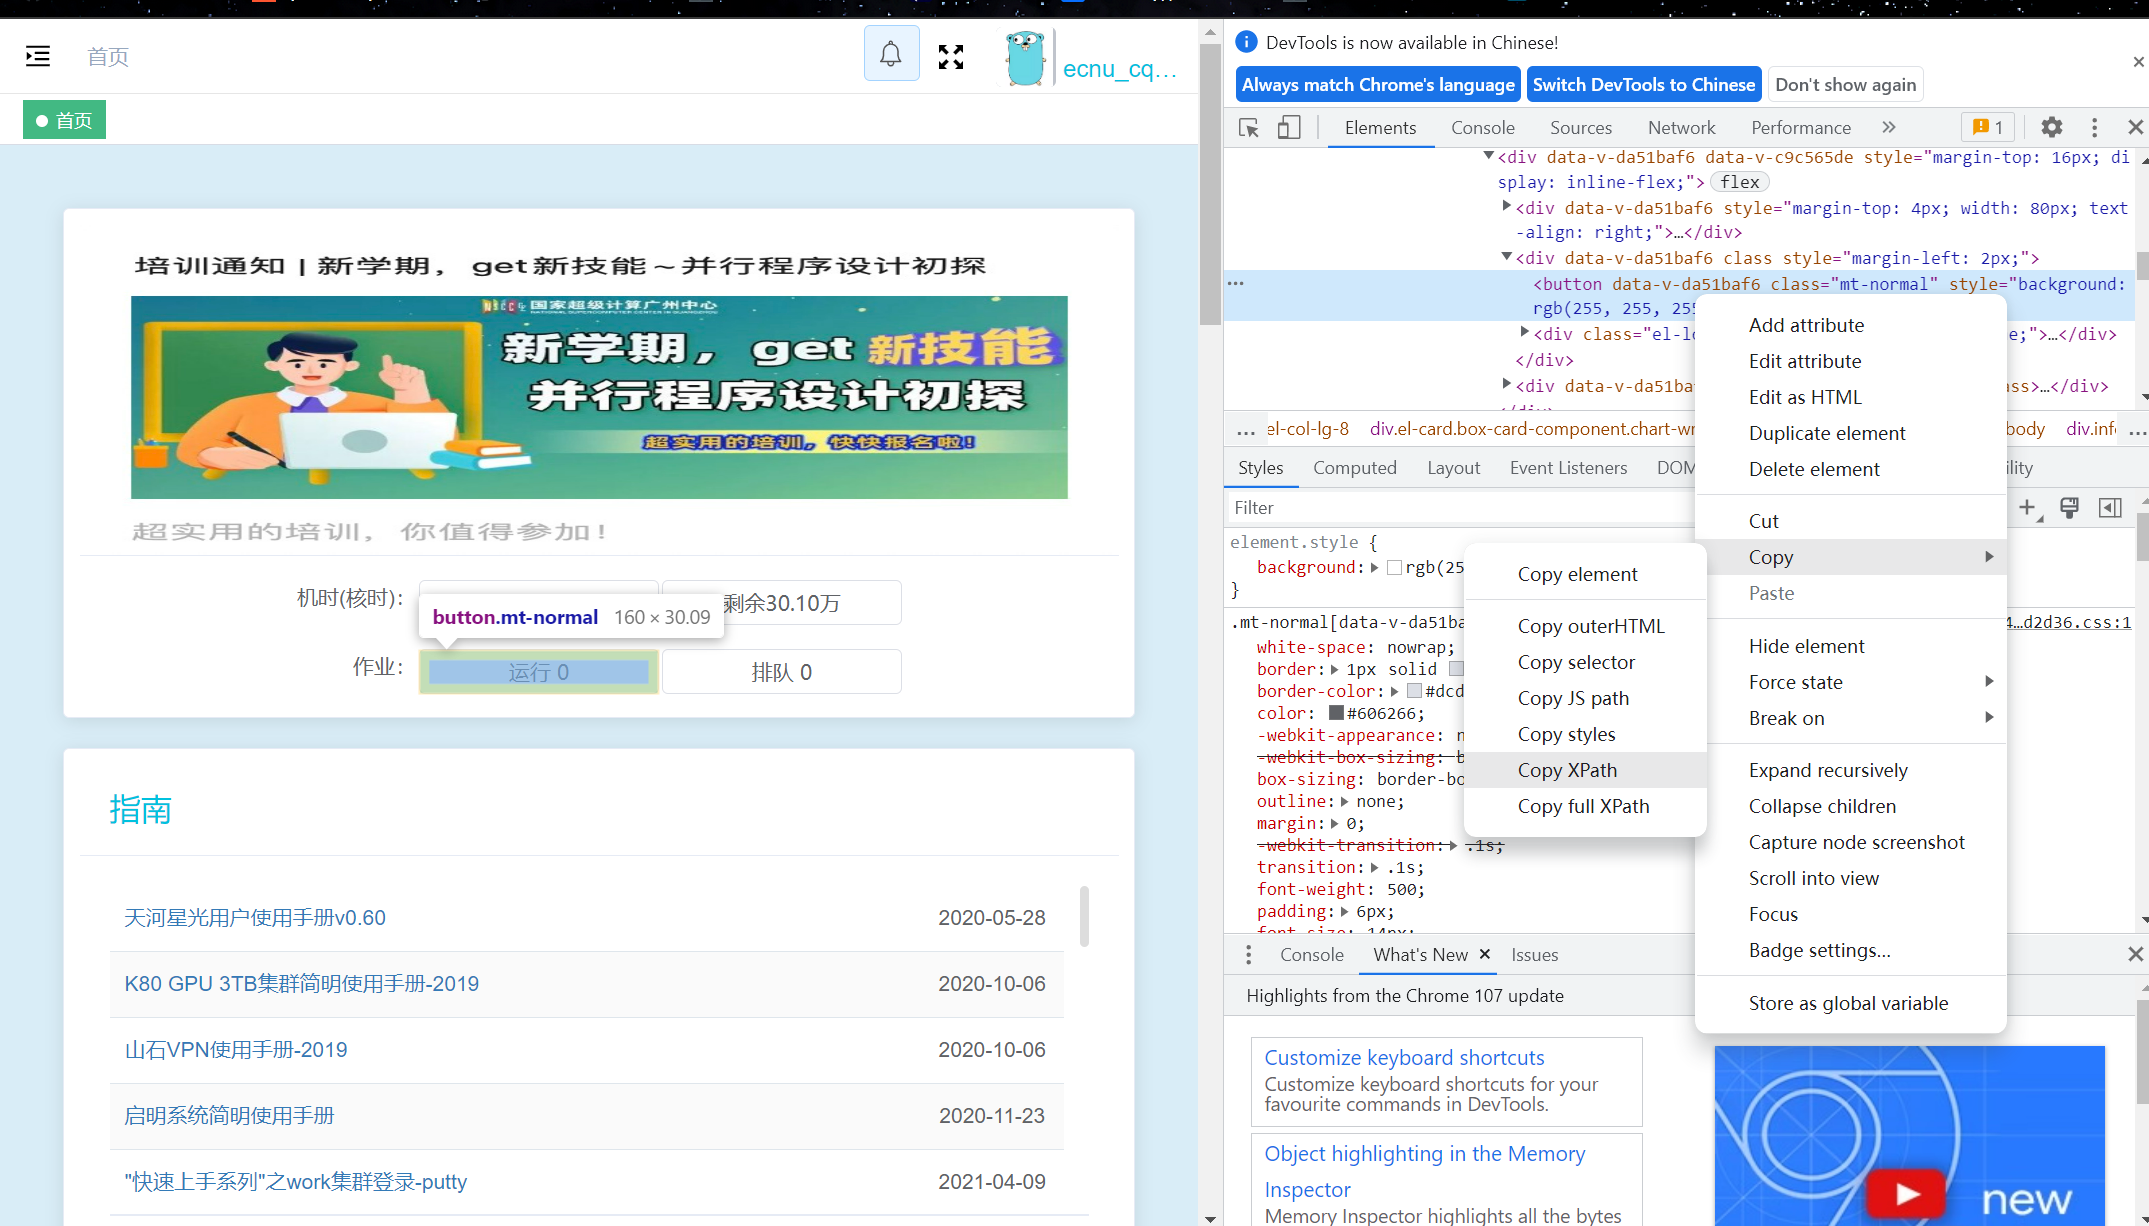 首页
ecnu_cq...
首页
培训通知 | 新学期，get新技能～并行程序设计初探
NSCC 国家超级计算广州中心
NATIONAL SUPERCOMPUTER CENTER IN GUANGZHOU
新学期，get 新技能
并行程序设计初探
超实用的培训，快快报名啦！
超实用的培训，你值得参加！
机时(核时)：
剩余30.10万
button.mt-normal 160 × 30.09
作业：
运行 0
排队 0
指南
天河星光用户使用手册v0.60 2020-05-28
K80 GPU 3TB集群简明使用手册-2019 2020-10-06
山石VPN使用手册-2019 2020-10-06
启明系统简明使用手册 2020-11-23
"快速上手系列"之work集群登录-putty 2021-04-09
DevTools is now available in Chinese!
Always match Chrome's language Switch DevTools to Chinese Don't show again
Elements Console Sources Network Performance 1
<div data-v-da51baf6 data-v-c9c565de style="margin-top: 16px; di
splay: inline-flex;"> flex
<div data-v-da51baf6 style="margin-top: 4px; width: 80px; text
-align: right;">…</div>
<div data-v-da51baf6 class style="margin-left: 2px;">
<button data-v-da51baf6 class="mt-normal" style="background:
rgb(255, 255, 255
<div class="el-lo e;">…</div>
</div>
<div data-v-da51ba ass>…</div>
... el-col-lg-8 div.el-card.box-card-component.chart-wr body div.inf ...
Styles Computed Layout Event Listeners DOM ility
Filter
element.style {
background: rgb(25
}
.mt-normal[data-v-da51ba 4…d2d36.css:1
white-space: nowrap;
border: 1px solid
border-color: #dcd
color: #606266;
-webkit-appearance: n
-webkit-box-sizing: b
box-sizing: border-bo
outline: none;
margin: 0;
-webkit-transition: .1s;
transition: .1s;
font-weight: 500;
padding: 6px;
font-size: 14px;
Add attribute
Edit attribute
Edit as HTML
Duplicate element
Delete element
Cut
Copy
Paste
Hide element
Force state
Break on
Expand recursively
Collapse children
Capture node screenshot
Scroll into view
Focus
Badge settings…
Store as global variable
Copy element
Copy outerHTML
Copy selector
Copy JS path
Copy styles
Copy XPath
Copy full XPath
Console What's New Issues
Highlights from the Chrome 107 update
Customize keyboard shortcuts
Customize keyboard shortcuts for your
favourite commands in DevTools.
Object highlighting in the Memory
Inspector
Memory Inspector highlights all the bytes
new